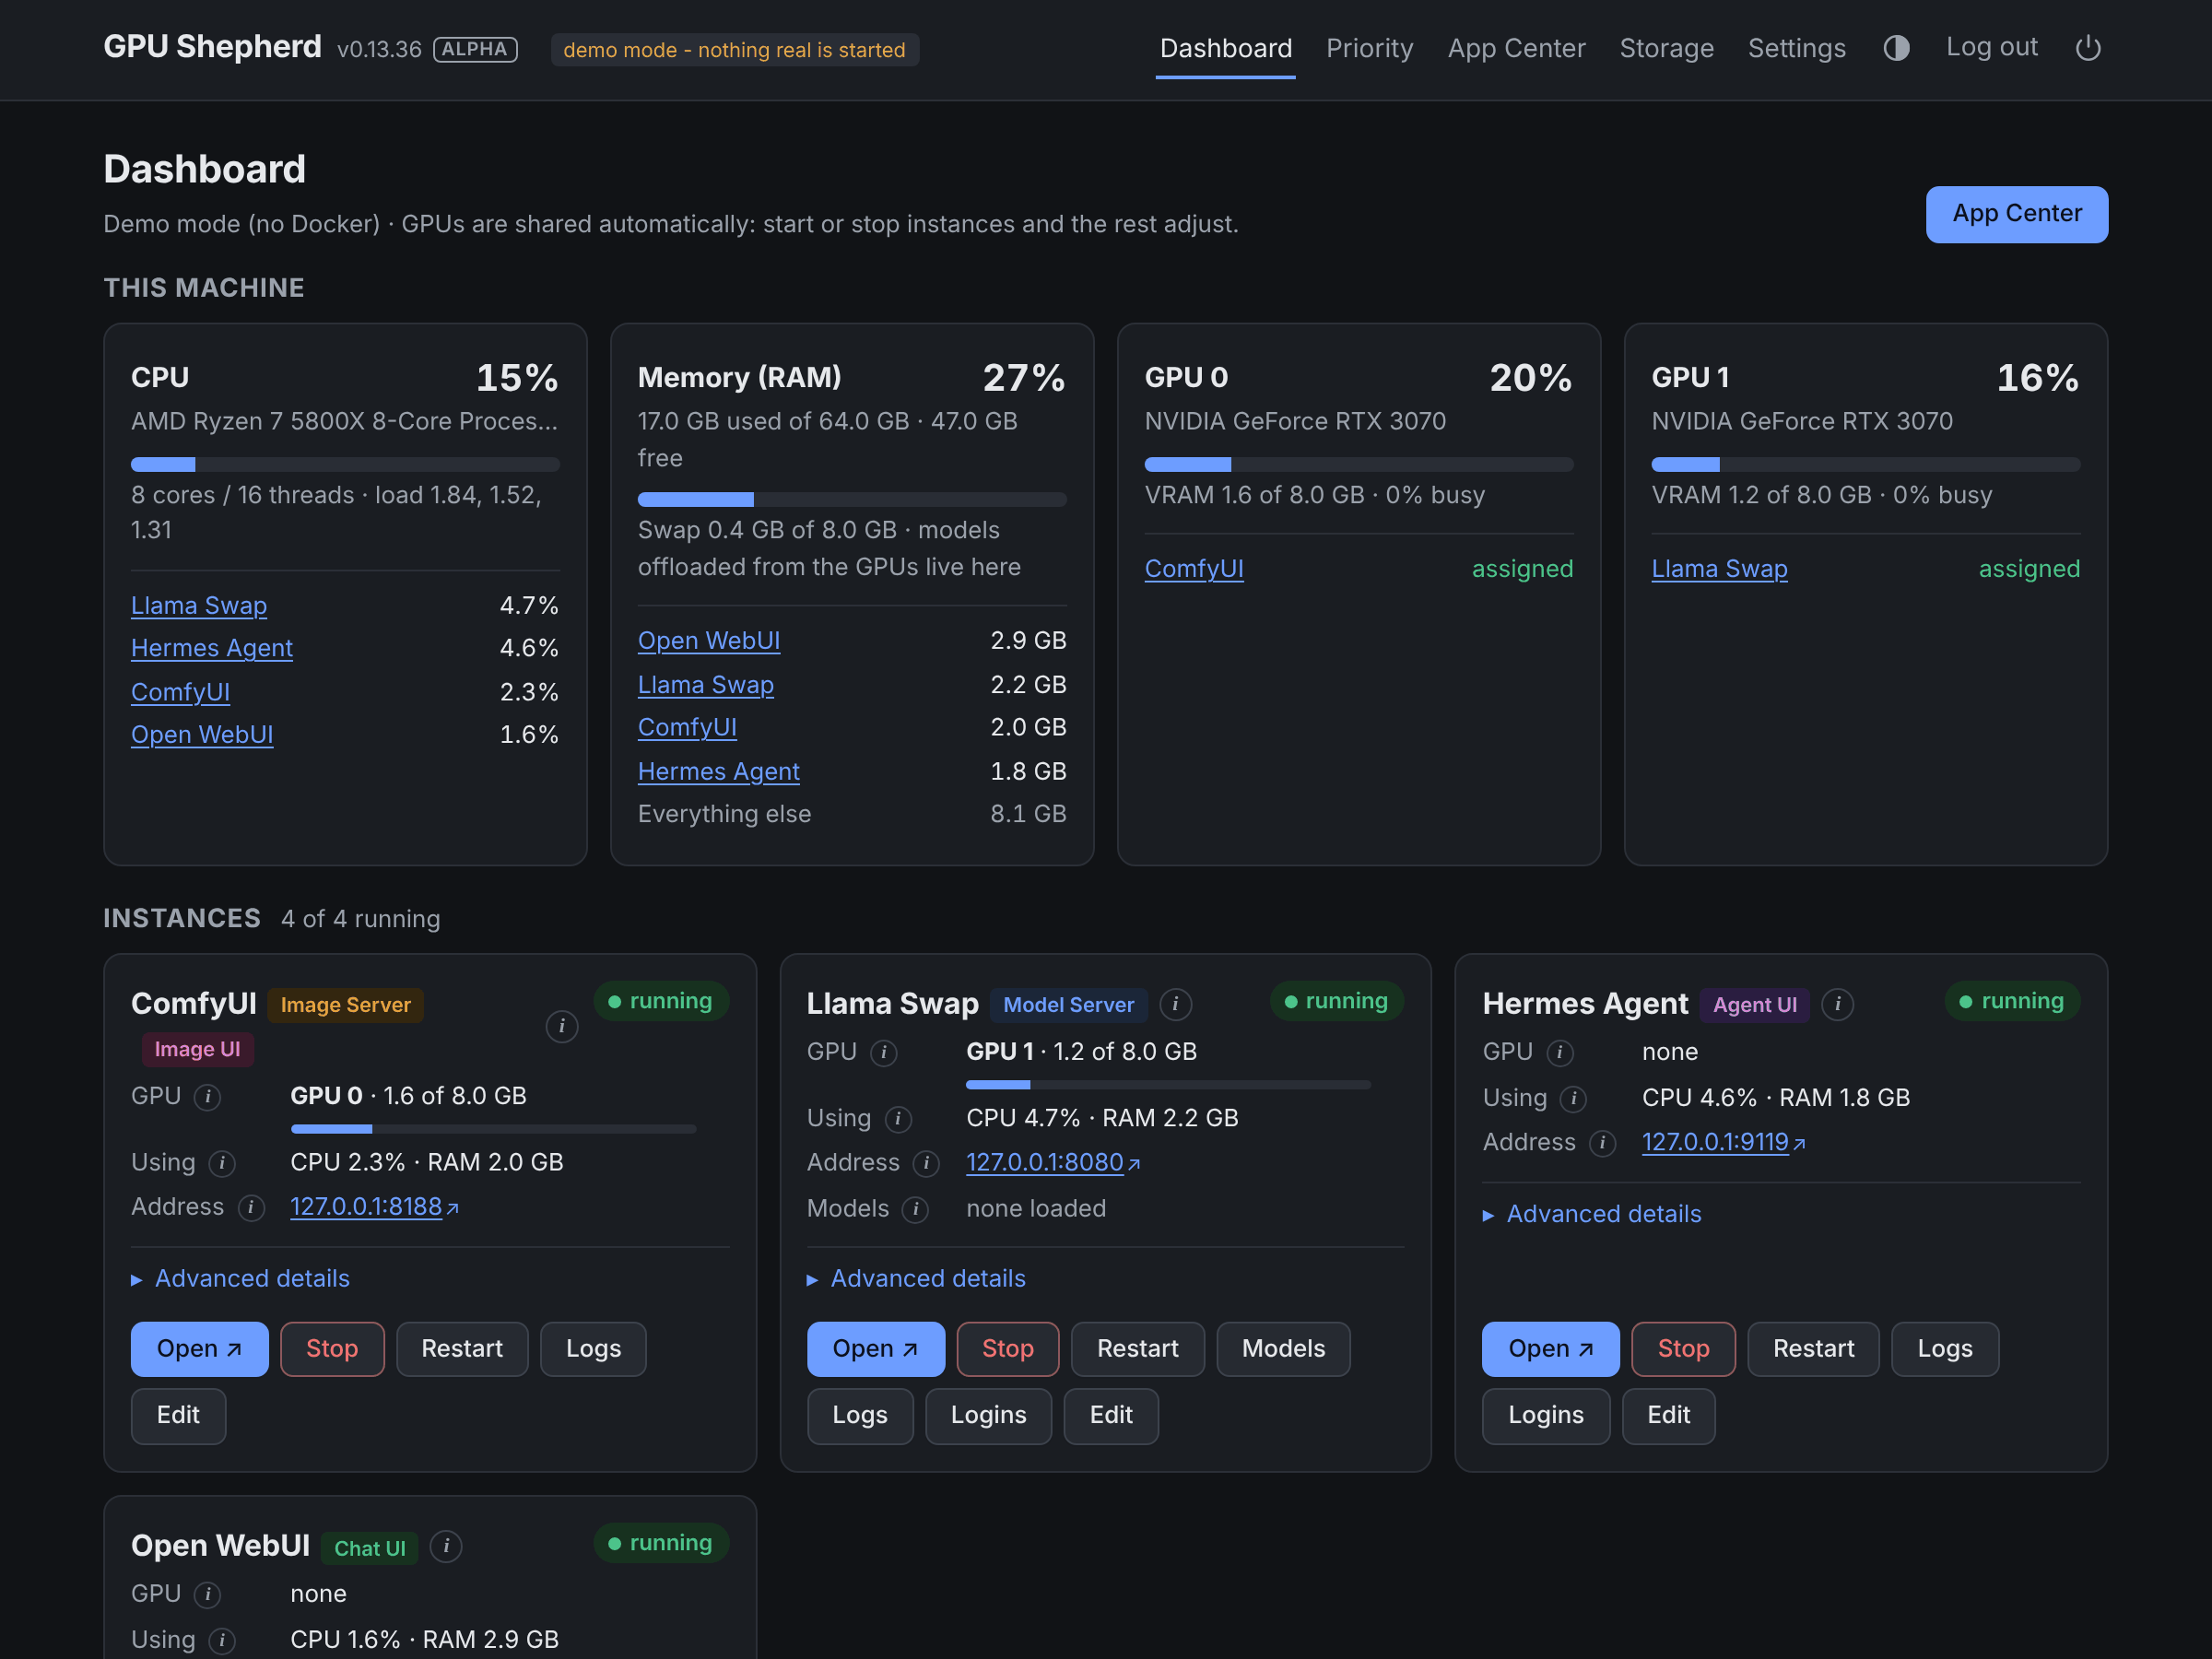 GPU Shepherd v0.13.36 ALPHA demo mode - nothing real is started Dashboard Priority App Center Storage Settings Log out
Dashboard
Demo mode (no Docker) · GPUs are shared automatically: start or stop instances and the rest adjust.
App Center
THIS MACHINE
CPU 15%
AMD Ryzen 7 5800X 8-Core Proces...
8 cores / 16 threads · load 1.84, 1.52,
1.31
Llama Swap 4.7%
Hermes Agent 4.6%
ComfyUI 2.3%
Open WebUI 1.6%
Memory (RAM) 27%
17.0 GB used of 64.0 GB · 47.0 GB
free
Swap 0.4 GB of 8.0 GB · models
offloaded from the GPUs live here
Open WebUI 2.9 GB
Llama Swap 2.2 GB
ComfyUI 2.0 GB
Hermes Agent 1.8 GB
Everything else 8.1 GB
GPU 0 20%
NVIDIA GeForce RTX 3070
VRAM 1.6 of 8.0 GB · 0% busy
ComfyUI assigned
GPU 1 16%
NVIDIA GeForce RTX 3070
VRAM 1.2 of 8.0 GB · 0% busy
Llama Swap assigned
INSTANCES 4 of 4 running
ComfyUI Image Server i running
Image UI
GPU i GPU 0 · 1.6 of 8.0 GB
Using i CPU 2.3% · RAM 2.0 GB
Address i 127.0.0.1:8188↗
▸ Advanced details
Open ↗ Stop Restart Logs
Edit
Llama Swap Model Server i running
GPU i GPU 1 · 1.2 of 8.0 GB
Using i CPU 4.7% · RAM 2.2 GB
Address i 127.0.0.1:8080↗
Models i none loaded
▸ Advanced details
Open ↗ Stop Restart Models
Logs Logins Edit
Hermes Agent Agent UI i running
GPU i none
Using i CPU 4.6% · RAM 1.8 GB
Address i 127.0.0.1:9119↗
▸ Advanced details
Open ↗ Stop Restart Logs
Logins Edit
Open WebUI Chat UI i running
GPU i none
Using i CPU 1.6% · RAM 2.9 GB